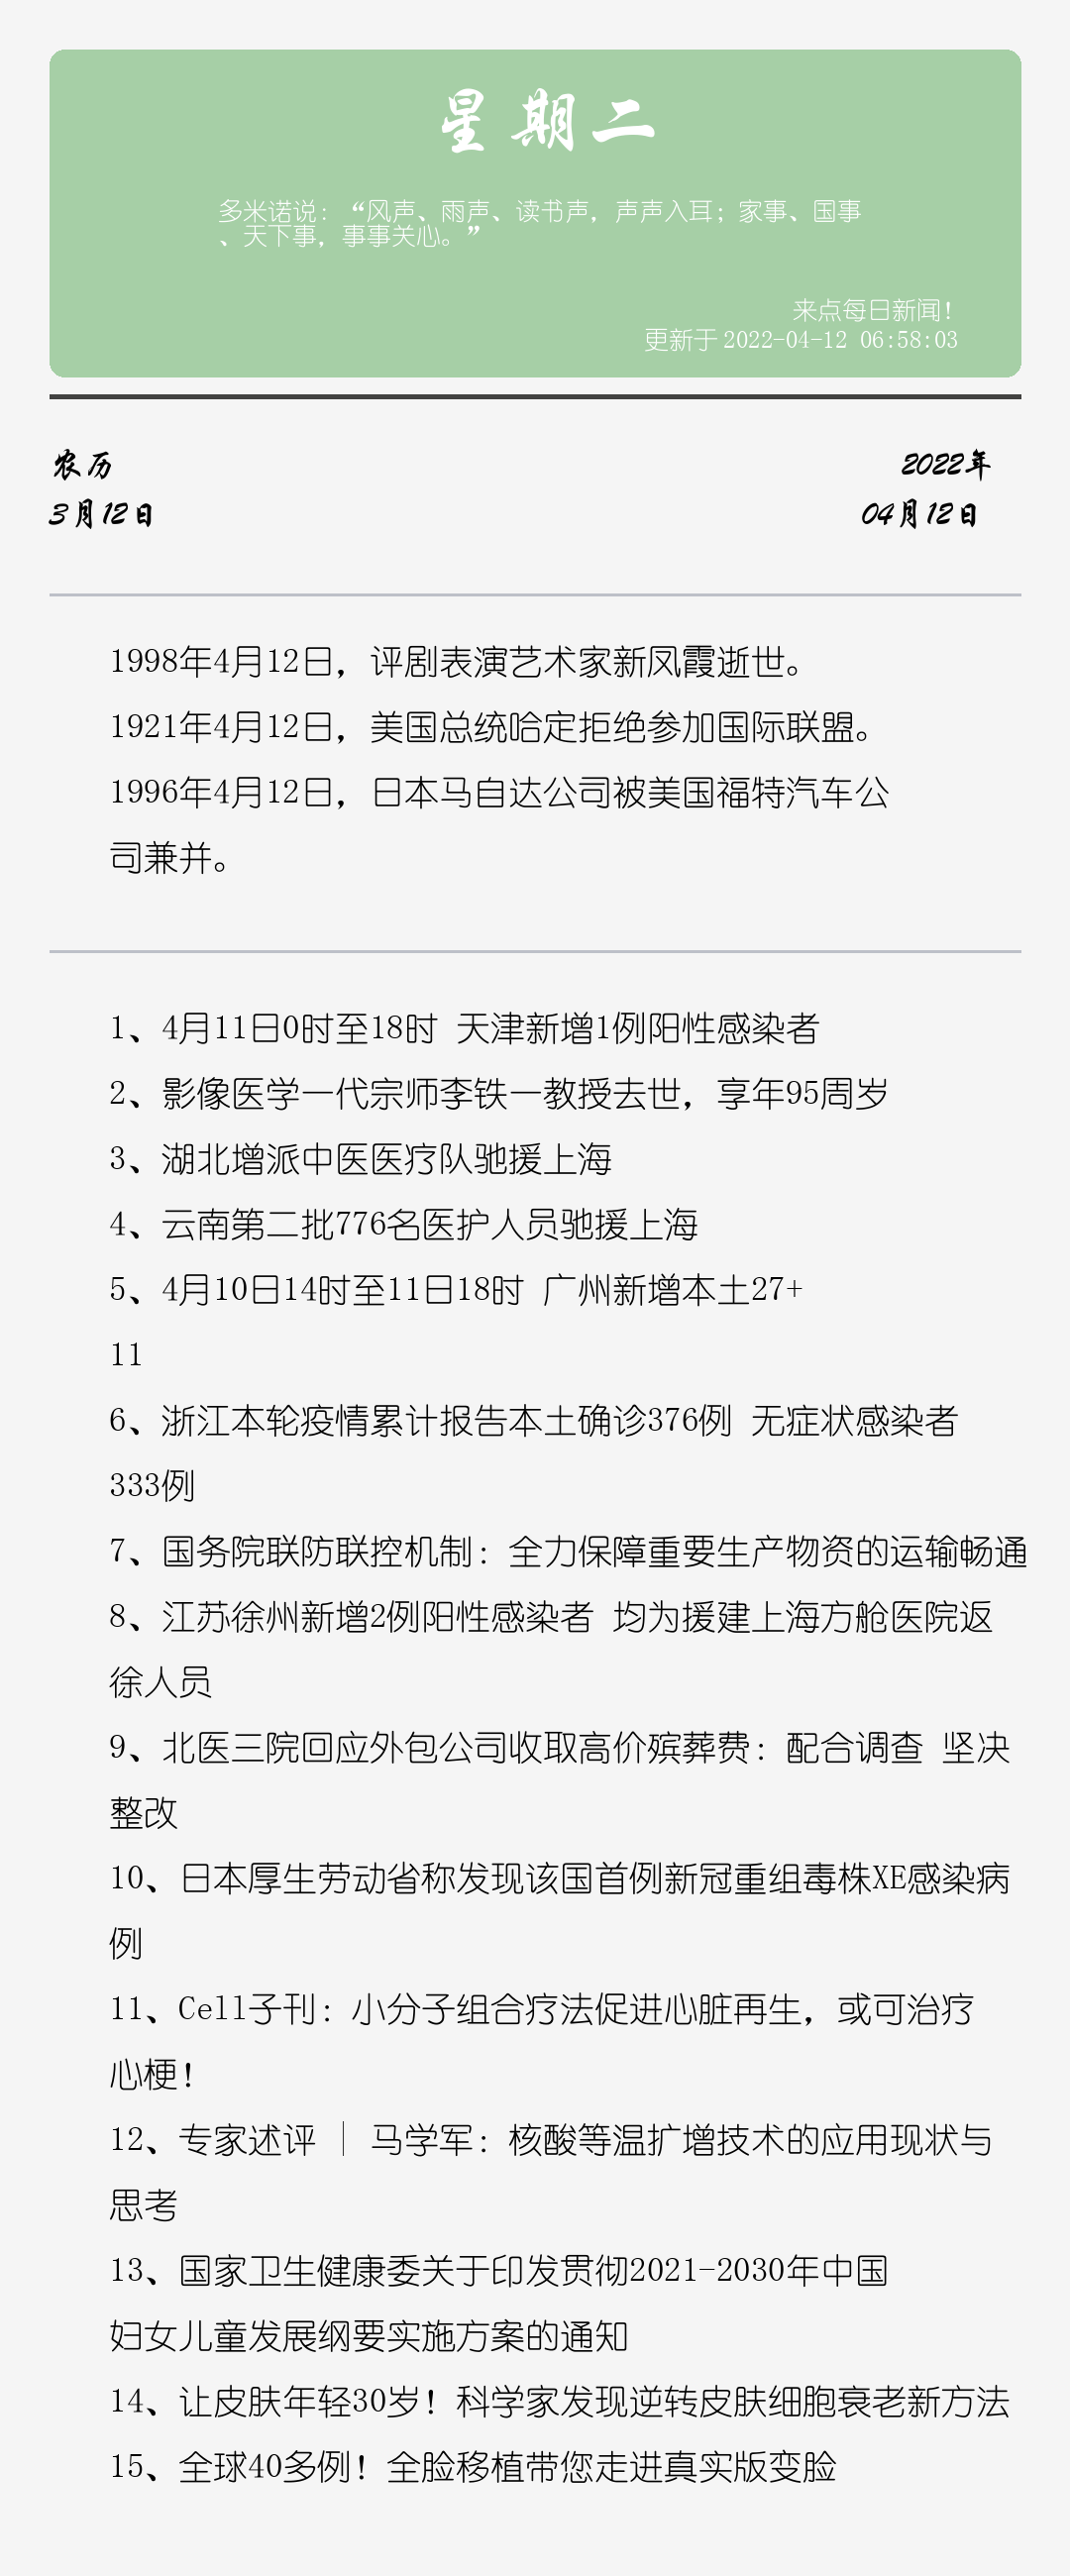 星期二
多米诺说：“风声、雨声、读书声，声声入耳；家事、国事
、天下事，事事关心。”
来点每日新闻！
更新于 2022-04-12 06:58:03
农历
2022年
3月12日
04月12日
1998年4月12日，评剧表演艺术家新凤霞逝世。
1921年4月12日，美国总统哈定拒绝参加国际联盟。
1996年4月12日，日本马自达公司被美国福特汽车公
司兼并。
1、4月11日0时至18时 天津新增1例阳性感染者
2、影像医学一代宗师李铁一教授去世，享年95周岁
3、湖北增派中医医疗队驰援上海
4、云南第二批776名医护人员驰援上海
5、4月10日14时至11日18时 广州新增本土27+
11
6、浙江本轮疫情累计报告本土确诊376例 无症状感染者
333例
7、国务院联防联控机制：全力保障重要生产物资的运输畅通
8、江苏徐州新增2例阳性感染者 均为援建上海方舱医院返
徐人员
9、北医三院回应外包公司收取高价殡葬费：配合调查 坚决
整改
10、日本厚生劳动省称发现该国首例新冠重组毒株XE感染病
例
11、Cell子刊：小分子组合疗法促进心脏再生，或可治疗
心梗！
12、专家述评 | 马学军：核酸等温扩增技术的应用现状与
思考
13、国家卫生健康委关于印发贯彻2021-2030年中国
妇女儿童发展纲要实施方案的通知
14、让皮肤年轻30岁！科学家发现逆转皮肤细胞衰老新方法
15、全球40多例！全脸移植带您走进真实版变脸